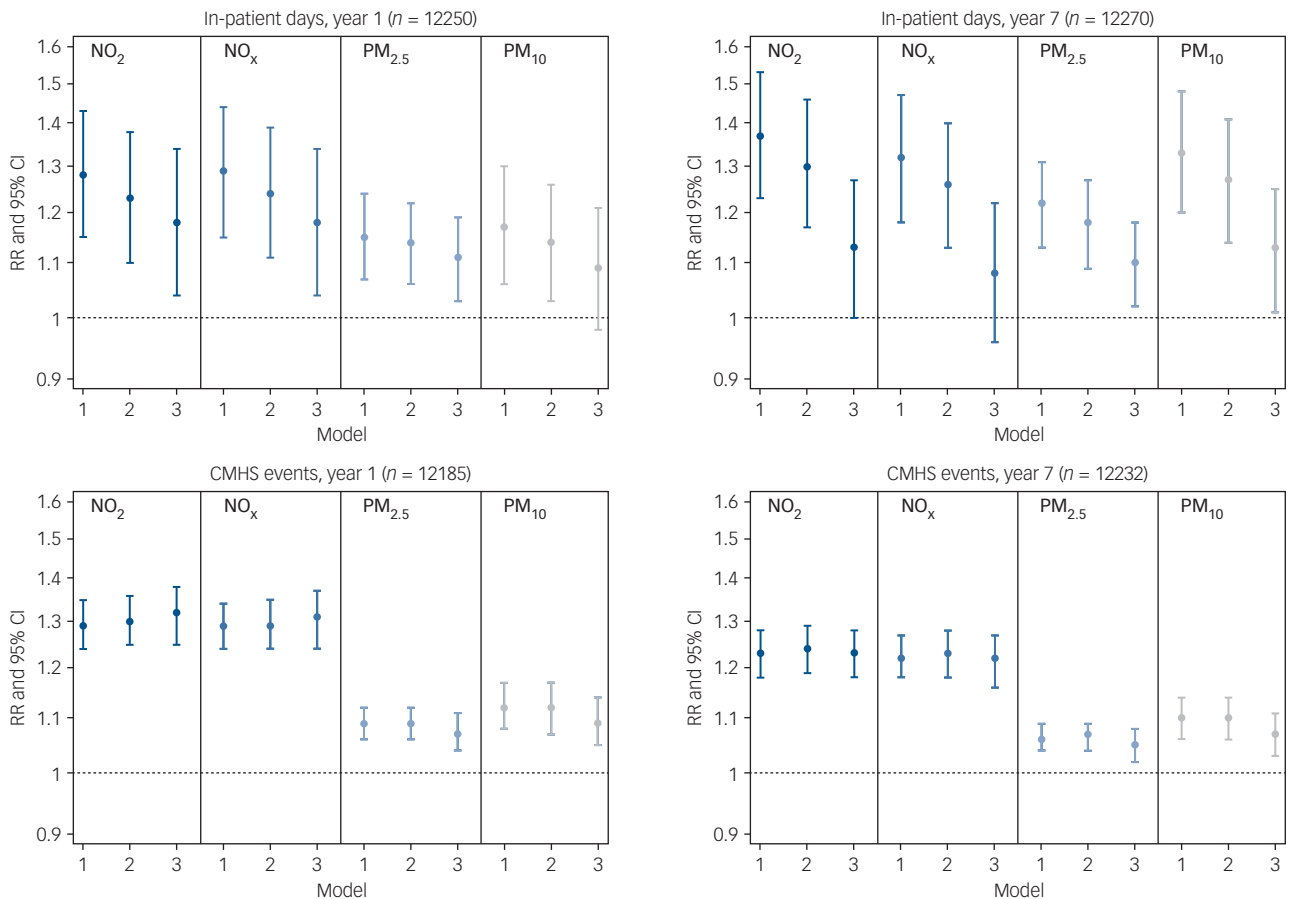 In-patient days, year 1 (n = 12250)
NO2 NOx PM2.5 PM10
RR and 95% CI
1.6
1.5
1.4
1.3
1.2
1.1
1
0.9
1 2 3 1 2 3 1 2 3 1 2 3
Model
In-patient days, year 7 (n = 12270)
NO2 NOx PM2.5 PM10
RR and 95% CI
1.6
1.5
1.4
1.3
1.2
1.1
1
0.9
1 2 3 1 2 3 1 2 3 1 2 3
Model
CMHS events, year 1 (n = 12185)
NO2 NOx PM2.5 PM10
RR and 95% CI
1.6
1.5
1.4
1.3
1.2
1.1
1
0.9
1 2 3 1 2 3 1 2 3 1 2 3
Model
CMHS events, year 7 (n = 12232)
NO2 NOx PM2.5 PM10
RR and 95% CI
1.6
1.5
1.4
1.3
1.2
1.1
1
0.9
1 2 3 1 2 3 1 2 3 1 2 3
Model